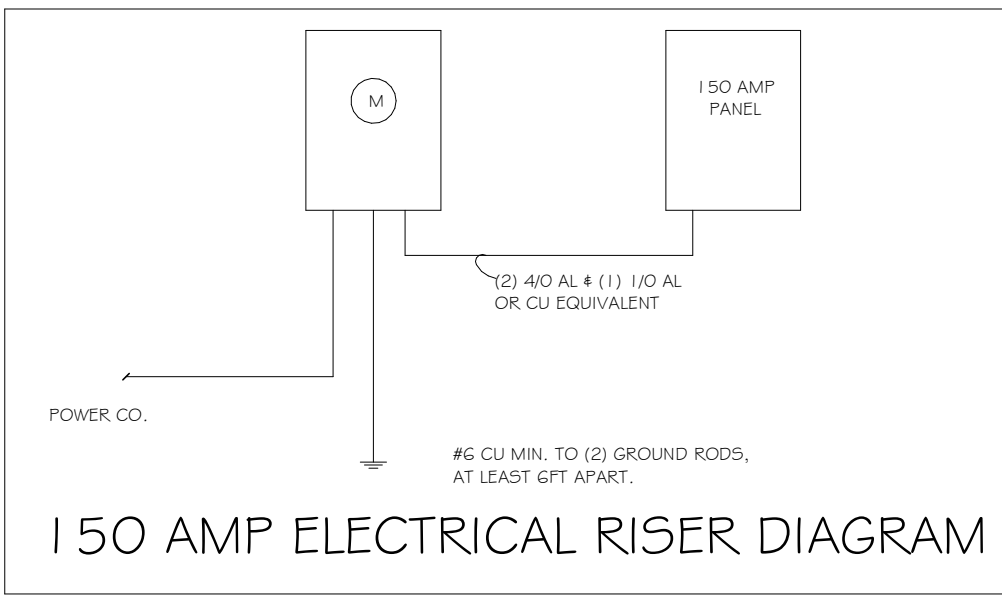 M
150 AMP
PANEL
(2) 4/0 AL & (1) 1/0 AL
OR CU EQUIVALENT
POWER CO.
#6 CU MIN. TO (2) GROUND RODS,
AT LEAST 6FT APART.
150 AMP ELECTRICAL RISER DIAGRAM